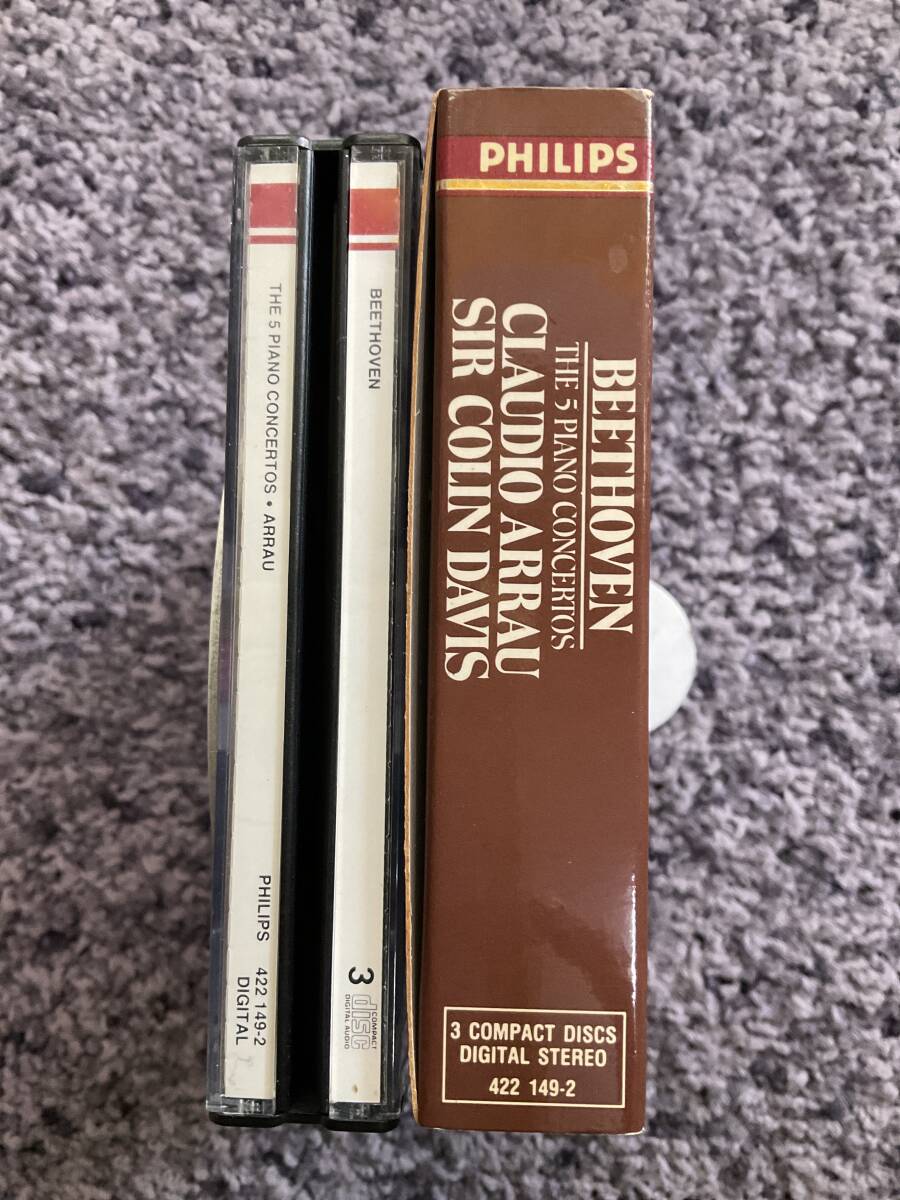 THE 5 PIANO CONCERTOS • ARRAU
PHILIPS 422 149-2
DIGITAL
BEETHOVEN
3
COMPACT
disc
DIGITAL AUDIO
PHILIPS
BEETHOVEN
THE 5 PIANO CONCERTOS
CLAUDIO ARRAU
SIR COLIN DAVIS
3 COMPACT DISCS
DIGITAL STEREO
422 149-2